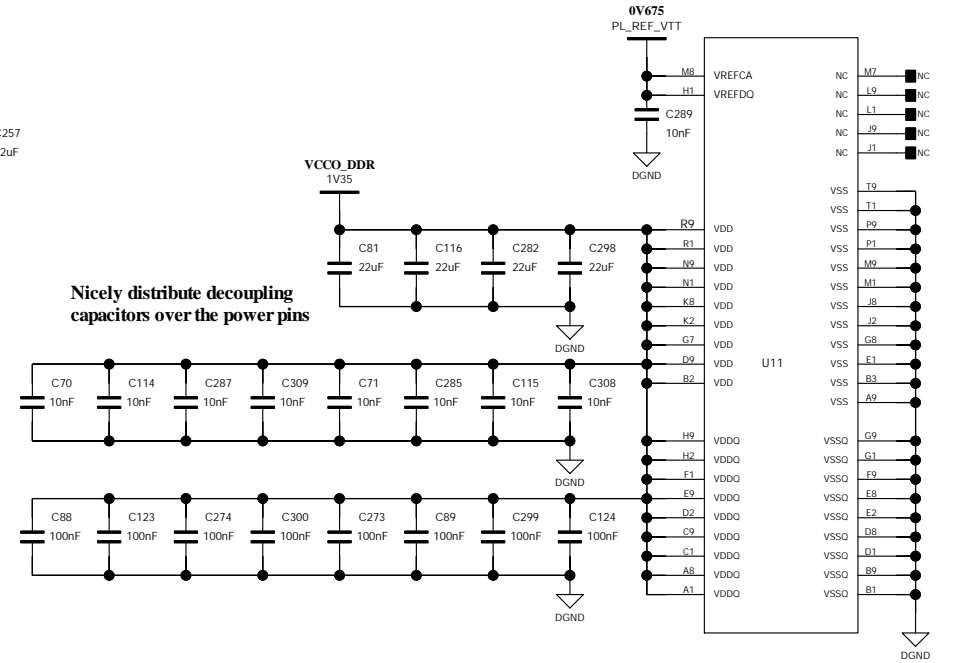 0V675
PL_REF_VTT
M8 VREFCA NC M7 NC
H1 VREFDQ NC L9 NC
C289 NC L1 NC
10nF NC J9 NC
NC J1 NC
DGND
C257
2uF
VCCO_DDR
1V35
VSS T9
VSS T1
R9 VDD VSS P9
R1 VDD VSS P1
N9 VDD VSS M9
N1 VDD VSS M1
K8 VDD VSS J8
K2 VDD VSS J2
G7 VDD VSS G8
D9 VDD U11 VSS E1
B2 VDD VSS B3
VSS A9
C81 C116 C282 C298
22uF 22uF 22uF 22uF
Nicely distribute decoupling
capacitors over the power pins
DGND
C70 C114 C287 C309 C71 C285 C115 C308
10nF 10nF 10nF 10nF 10nF 10nF 10nF 10nF
DGND
H9 VDDQ VSSQ G9
H2 VDDQ VSSQ G1
F1 VDDQ VSSQ F9
E9 VDDQ VSSQ E8
D2 VDDQ VSSQ E2
C9 VDDQ VSSQ D8
C1 VDDQ VSSQ D1
A8 VDDQ VSSQ B9
A1 VDDQ VSSQ B1
C88 C123 C274 C300 C273 C89 C299 C124
100nF 100nF 100nF 100nF 100nF 100nF 100nF 100nF
DGND
DGND